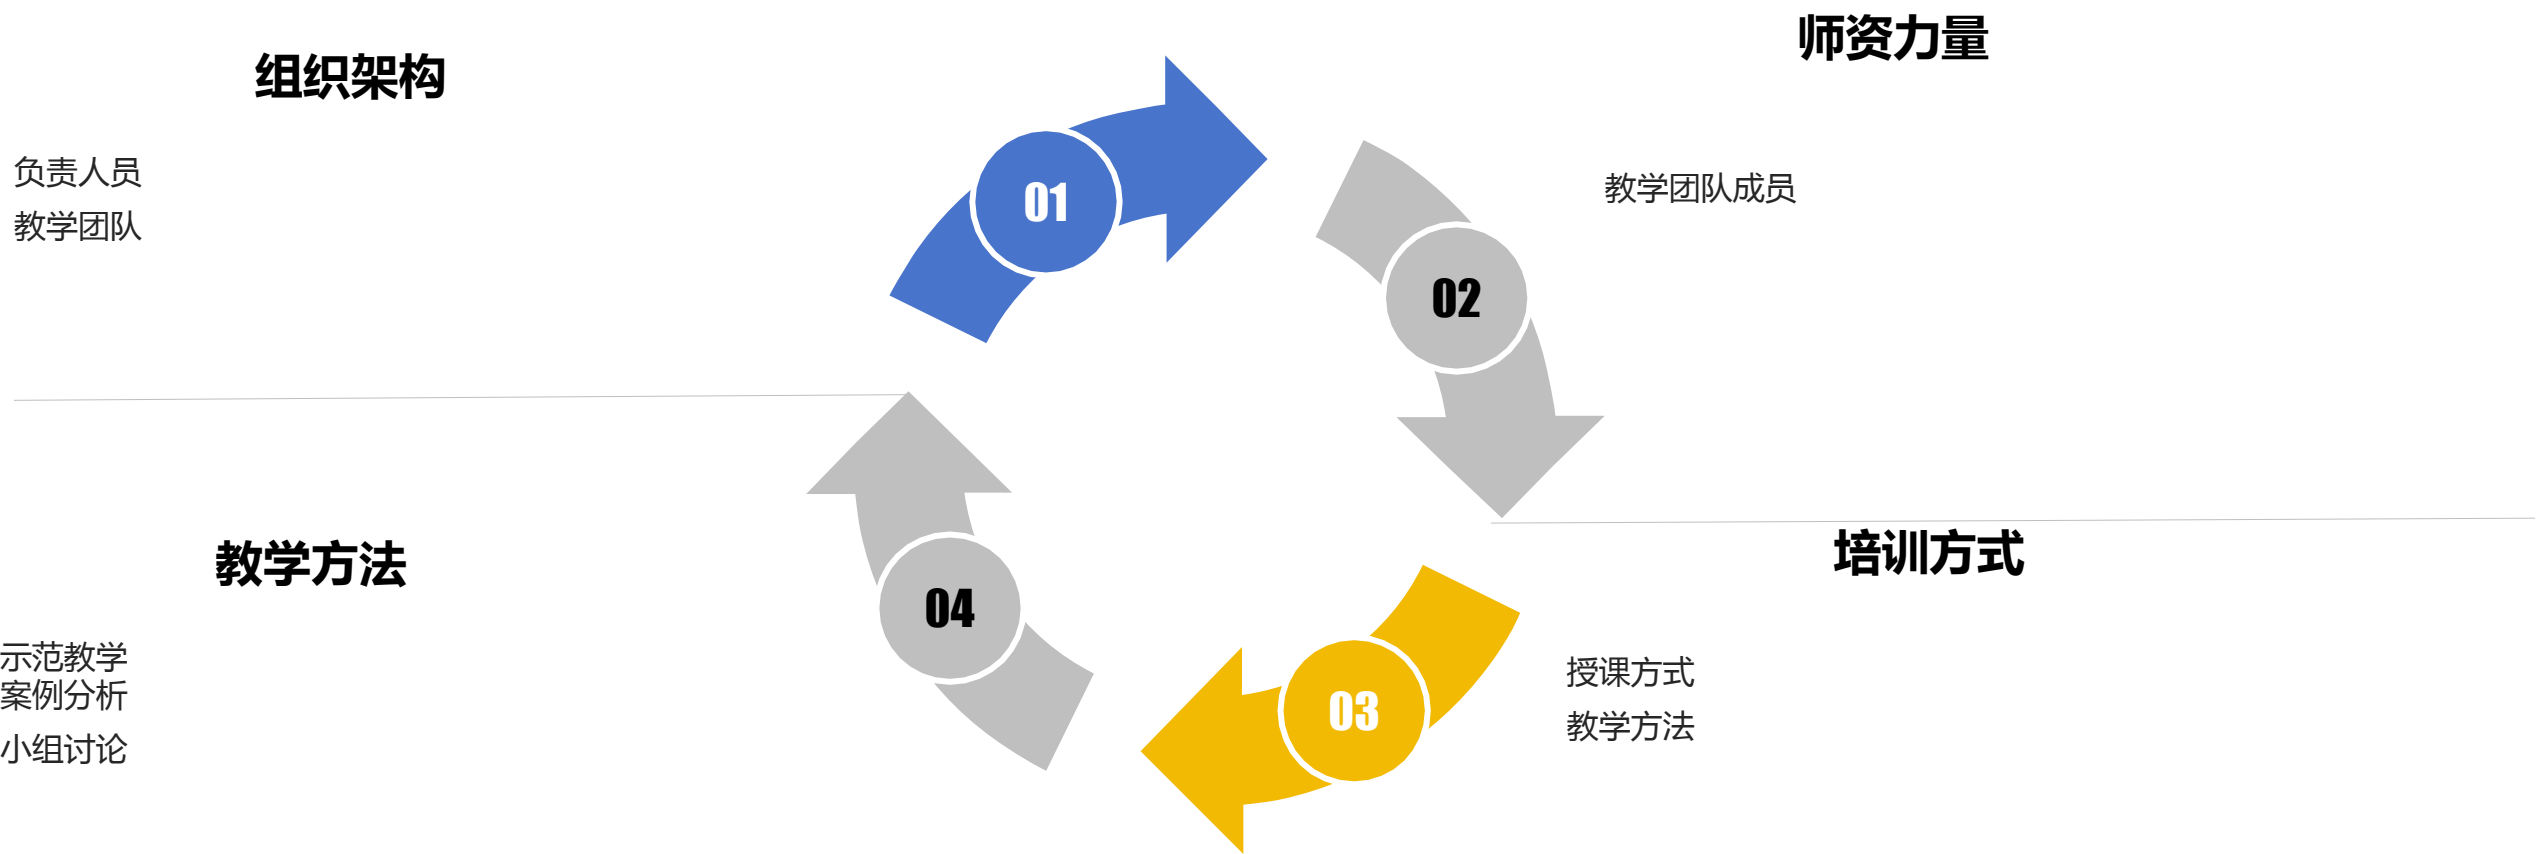 组织架构
负责人员
教学团队
01
师资力量
教学团队成员
02
培训方式
授课方式
教学方法
03
教学方法
示范教学
案例分析
小组讨论
04